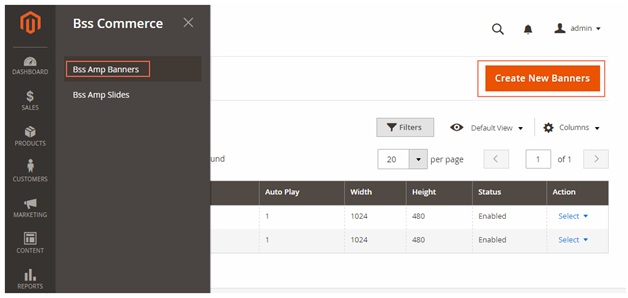 Bss Commerce
Bss Amp Banners
Bss Amp Slides
DASHBOARD
SALES
PRODUCTS
CUSTOMERS
MARKETING
CONTENT
REPORTS
admin
Create New Banners
Filters
Default View
Columns
und
20 per page
1 of 1
Auto Play Width Height Status Action
1 1024 480 Enabled Select
1 1024 480 Enabled Select